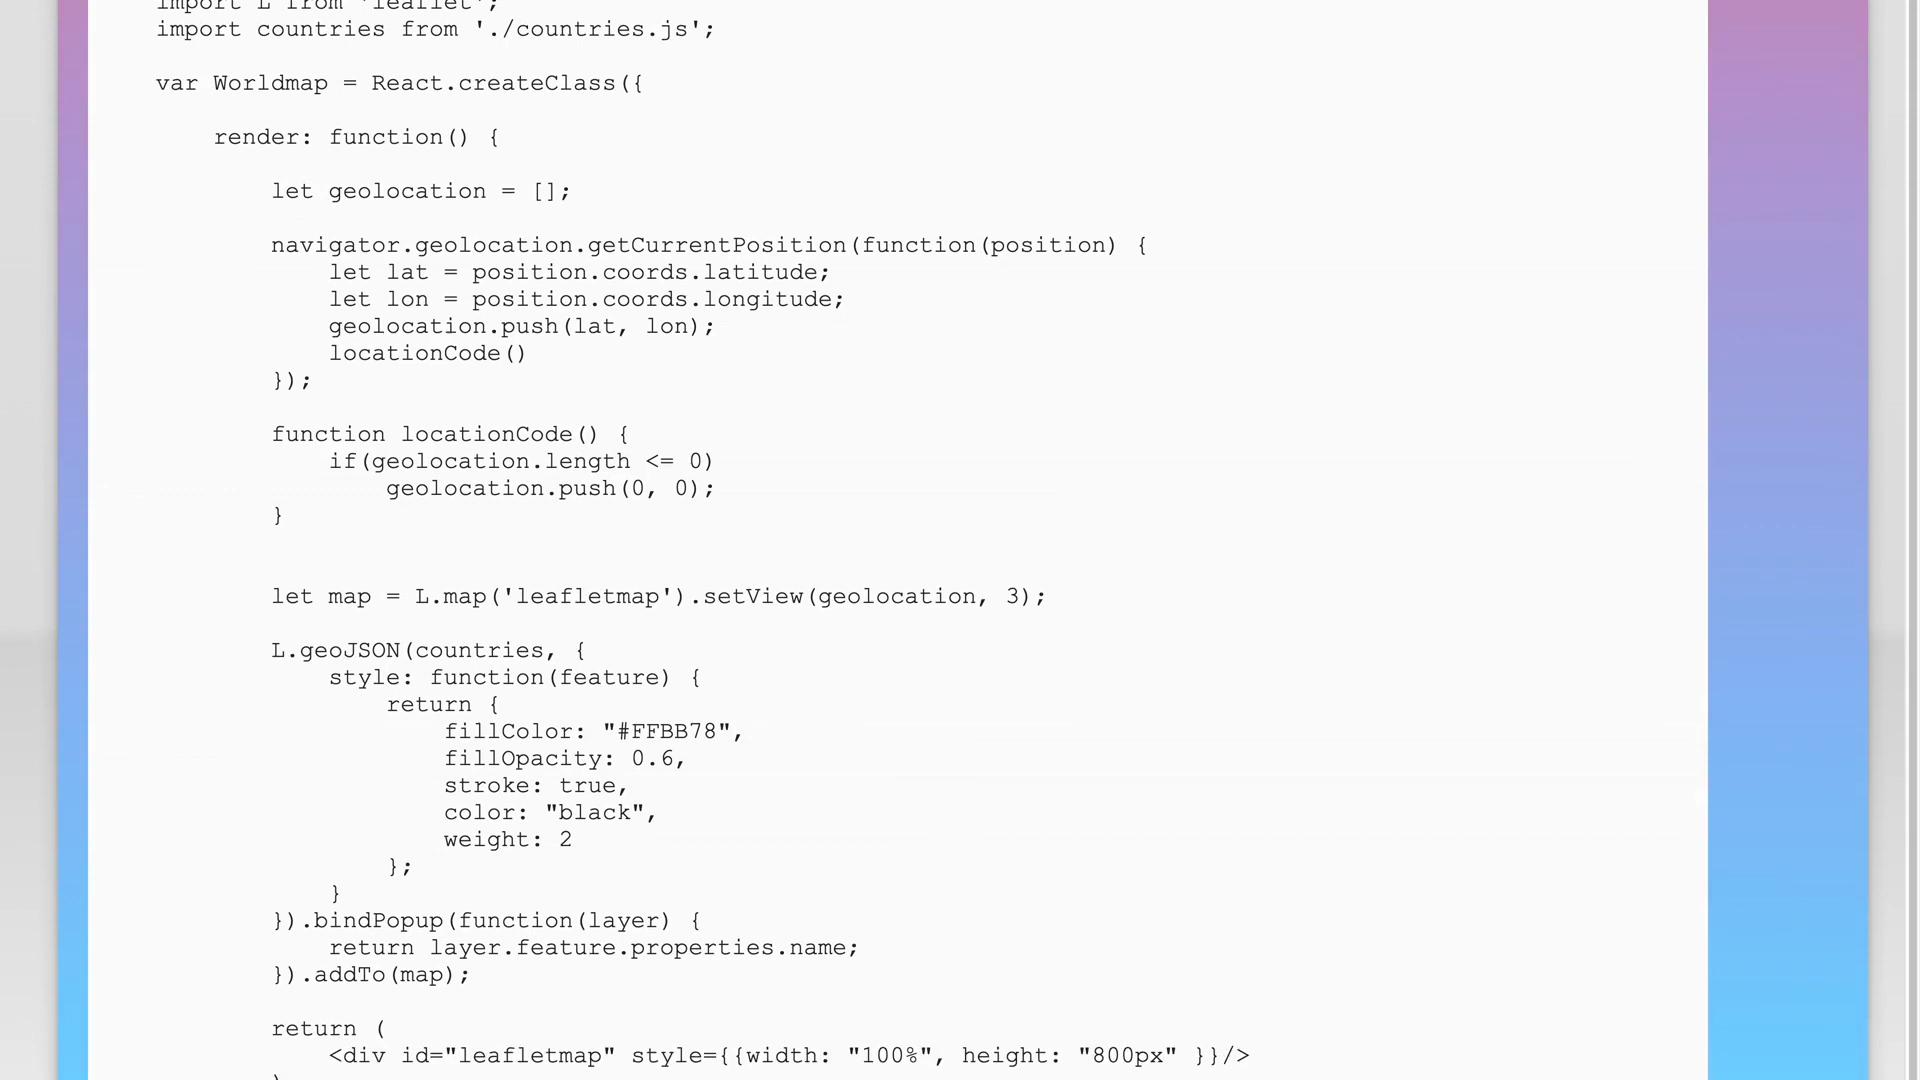 import L from 'leaflet';
import countries from './countries.js';
var Worldmap = React.createClass({
render: function() {
let geolocation = [];
navigator.geolocation.getCurrentPosition(function(position) {
let lat = position.coords.latitude;
let lon = position.coords.longitude;
geolocation.push(lat, lon);
locationCode()
});
function locationCode() {
if(geolocation.length <= 0)
geolocation.push(0, 0);
}
let map = L.map('leafletmap').setView(geolocation, 3);
L.geoJSON(countries, {
style: function(feature) {
return {
fillColor: "#FFBB78",
fillOpacity: 0.6,
stroke: true,
color: "black",
weight: 2
};
}
}).bindPopup(function(layer) {
return layer.feature.properties.name;
}).addTo(map);
return (
<div id="leafletmap" style={{width: "100%", height: "800px" }}/>